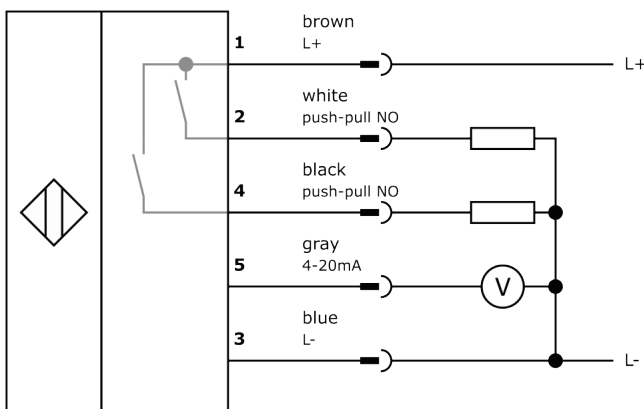 brown
1
L+
L+
white
2
push-pull NO
black
4
push-pull NO
gray
5
4-20mA
V
blue
3
L-
L-